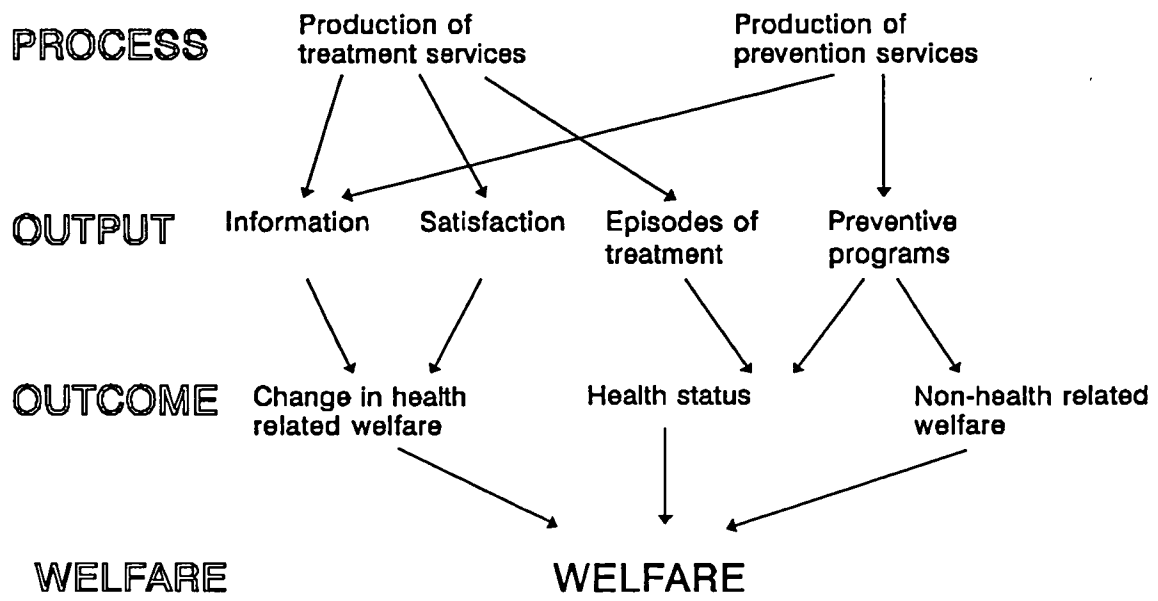 PROCESS
Production of
treatment services
Production of
prevention services
OUTPUT
Information
Satisfaction
Episodes of
treatment
Preventive
programs
OUTCOME
Change in health
related welfare
Health status
Non-health related
welfare
WELFARE
WELFARE